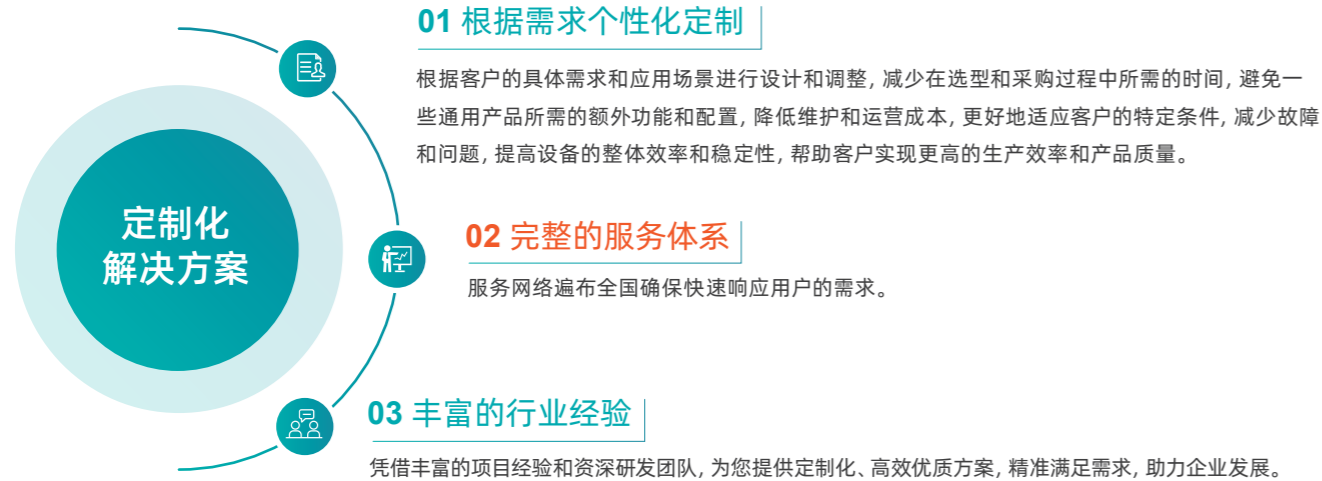 定制化
解决方案
01 根据需求个性化定制
根据客户的具体需求和应用场景进行设计和调整,减少在选型和采购过程中所需的时间,避免一
些通用产品所需的额外功能和配置,降低维护和运营成本,更好地适应客户的特定条件,减少故障
和问题,提高设备的整体效率和稳定性,帮助客户实现更高的生产效率和产品质量。
02 完整的服务体系
服务网络遍布全国确保快速响应用户的需求。
03 丰富的行业经验
凭借丰富的项目经验和资深研发团队,为您提供定制化、高效优质方案,精准满足需求,助力企业发展。